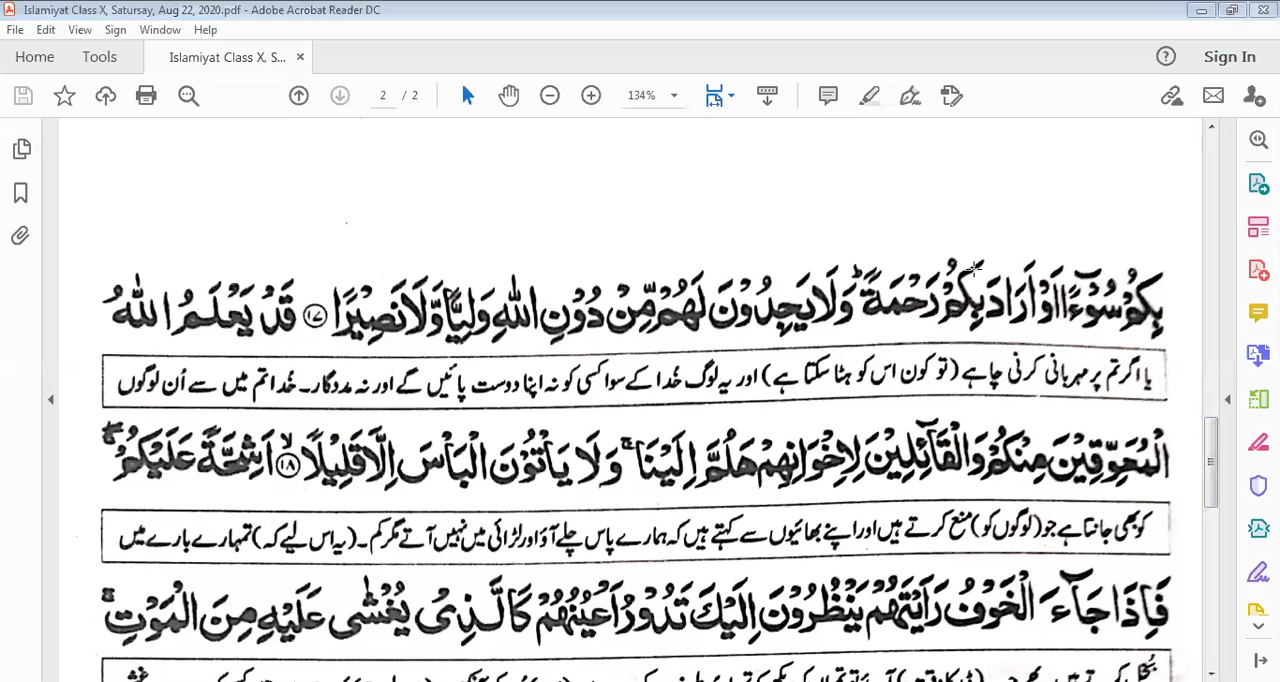 Islamiyat Class X, Satursay, Aug 22, 2020.pdf - Adobe Acrobat Reader DC
File Edit View Sign Window Help
Home Tools Islamiyat Class X, S... × Sign In
2 / 2 134%
بِكُمْ سُوْٓءًا اَوْ اَرَادَ بِكُمْ رَحْمَةً ؕ وَلَا يَجِدُوْنَ لَهُمْ مِّنْ دُوْنِ اللّٰهِ وَلِيًّا وَّلَا نَصِيْرًا ۝۱۷ قَدْ يَعْلَمُ اللّٰهُ
یا اگر تم پر مہربانی کرنی چاہے (تو کون اس کو ہٹا سکتا ہے) اور یہ لوگ خُدا کے سوا کسی کو نہ اپنا دوست پائیں گے اور نہ مددگار۔ خُدا تم میں سے اُن لوگوں
الْمُعَوِّقِيْنَ مِنْكُمْ وَالْقَآئِلِيْنَ لِاِخْوَانِهِمْ هَلُمَّ اِلَيْنَا ۚ وَلَا يَاْتُوْنَ الْبَاْسَ اِلَّا قَلِيْلًا ۝۱۸ۙ اَشِحَّةً عَلَيْكُمْ ۖ
کو بھی جانتا ہے جو (لوگوں کو) منع کرتے ہیں اور اپنے بھائیوں سے کہتے ہیں کہ ہمارے پاس چلے آؤ اور لڑائی میں نہیں آتے مگر کم۔ (یہ اس لیے کہ) تمہارے بارے میں
فَاِذَا جَآءَ الْخَوْفُ رَاَيْتَهُمْ يَنْظُرُوْنَ اِلَيْكَ تَدُوْرُ اَعْيُنُهُمْ كَالَّذِىْ يُغْشٰى عَلَيْهِ مِنَ الْمَوْتِ ۚ